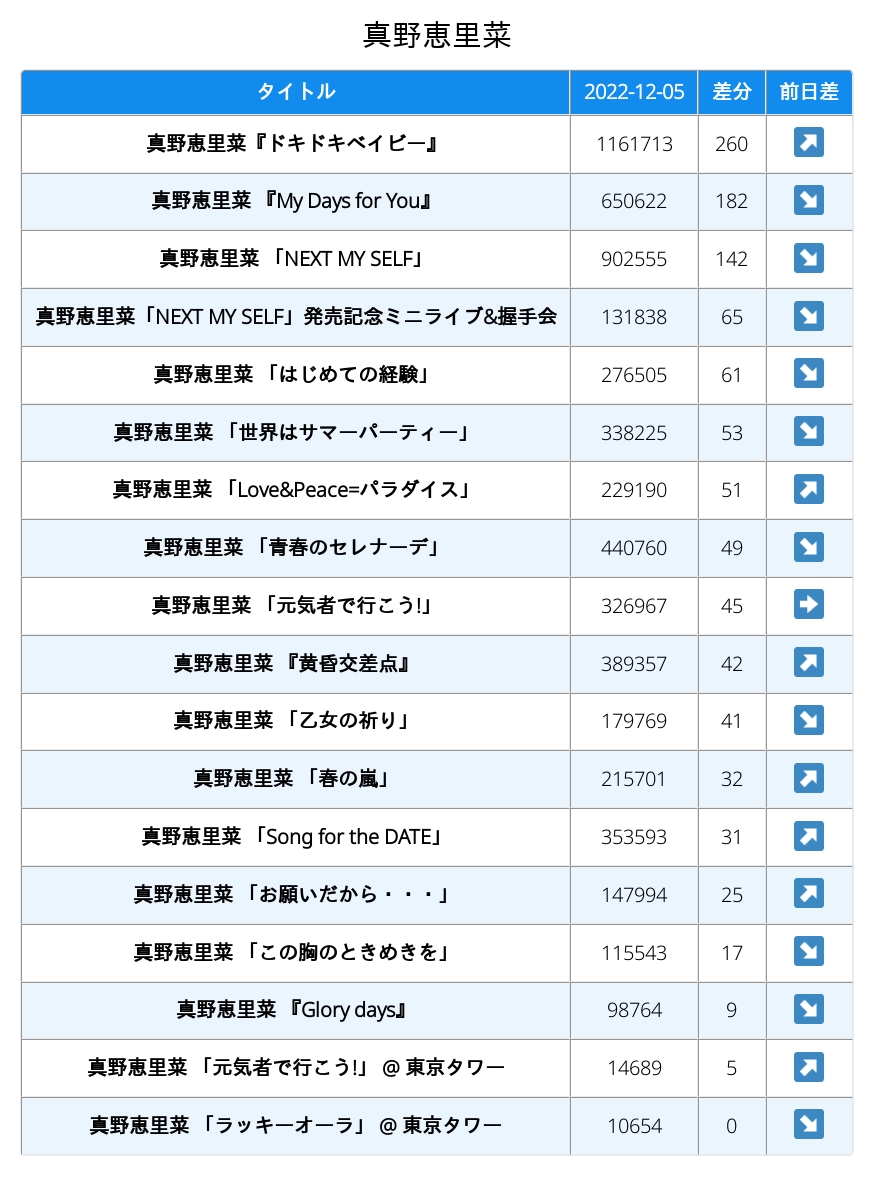 真野恵里菜
タイトル 2022-12-05 差分 前日差
真野恵里菜『ドキドキベイビー』 1161713 260 ↗
真野恵里菜 『My Days for You』 650622 182 ↘
真野恵里菜 「NEXT MY SELF」 902555 142 ↘
真野恵里菜「NEXT MY SELF」発売記念ミニライブ&握手会 131838 65 ↘
真野恵里菜 「はじめての経験」 276505 61 ↘
真野恵里菜 「世界はサマーパーティー」 338225 53 ↘
真野恵里菜 「Love&Peace=パラダイス」 229190 51 ↗
真野恵里菜 「青春のセレナーデ」 440760 49 ↘
真野恵里菜 「元気者で行こう!」 326967 45 →
真野恵里菜 『黄昏交差点』 389357 42 ↗
真野恵里菜 「乙女の祈り」 179769 41 ↘
真野恵里菜 「春の嵐」 215701 32 ↗
真野恵里菜 「Song for the DATE」 353593 31 ↗
真野恵里菜 「お願いだから・・・」 147994 25 ↗
真野恵里菜 「この胸のときめきを」 115543 17 ↘
真野恵里菜 『Glory days』 98764 9 ↘
真野恵里菜 「元気者で行こう!」 @ 東京タワー 14689 5 ↗
真野恵里菜 「ラッキーオーラ」 @ 東京タワー 10654 0 ↘